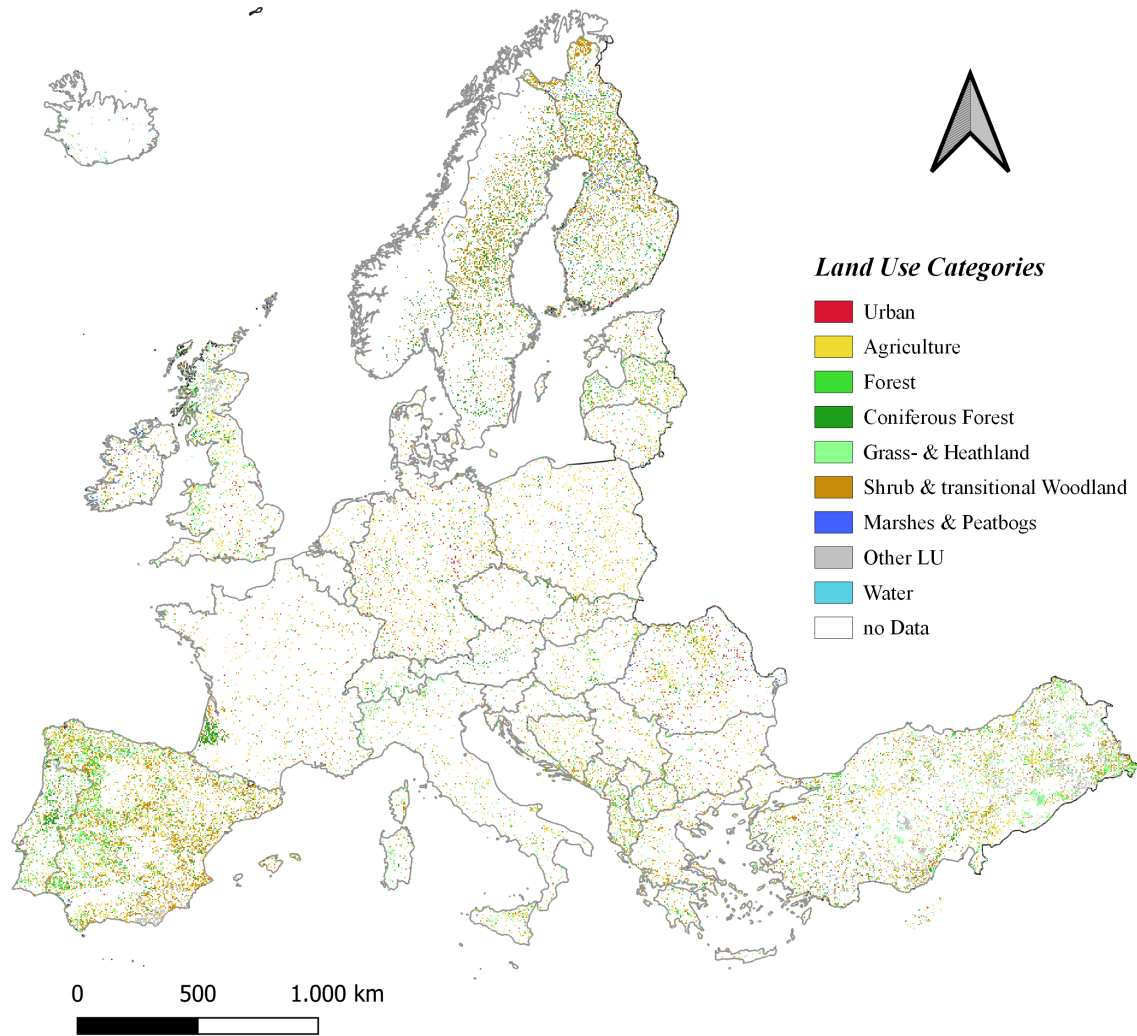 Land Use Categories
Urban
Agriculture
Forest
Coniferous Forest
Grass- & Heathland
Shrub & transitional Woodland
Marshes & Peatbogs
Other LU
Water
no Data
0 500 1.000 km